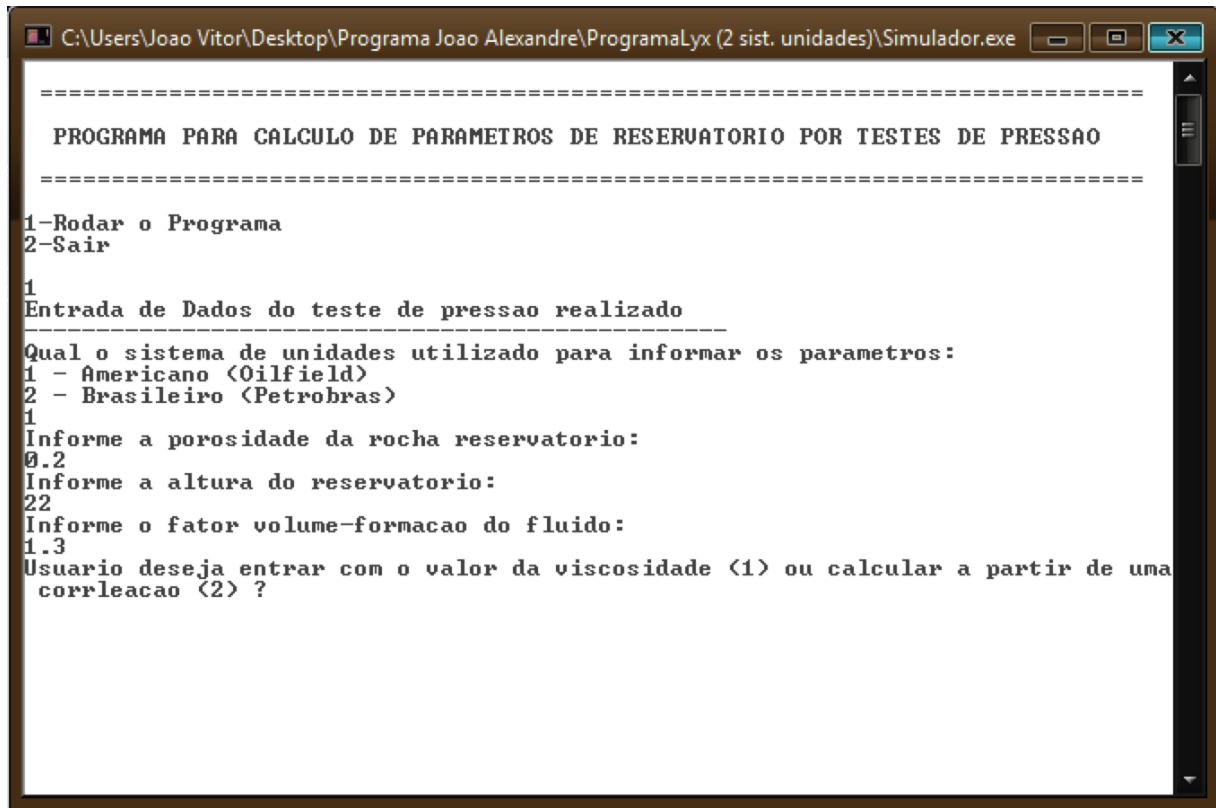 C:\Users\Joao Vitor\Desktop\Programa Joao Alexandre\ProgramaLyx (2 sist. unidades)\Simulador.exe
=============================================================================
PROGRAMA PARA CALCULO DE PARAMETROS DE RESERVATORIO POR TESTES DE PRESSAO
=============================================================================
1-Rodar o Programa
2-Sair
1
Entrada de Dados do teste de pressao realizado
-------------------------------------------------
Qual o sistema de unidades utilizado para informar os parametros:
1 - Americano (Oilfield)
2 - Brasileiro (Petrobras)
1
Informe a porosidade da rocha reservatorio:
0.2
Informe a altura do reservatorio:
22
Informe o fator volume-formacao do fluido:
1.3
Usuario deseja entrar com o valor da viscosidade (1) ou calcular a partir de uma
corrleacao (2) ?